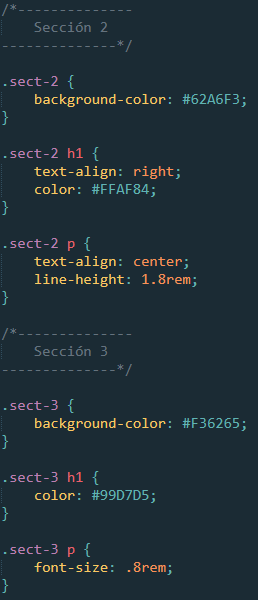 /*--------------
    Sección 2
--------------*/
.sect-2 {
    background-color: #62A6F3;
}
.sect-2 h1 {
    text-align: right;
    color: #FFAF84;
}
.sect-2 p {
    text-align: center;
    line-height: 1.8rem;
}
/*--------------
    Sección 3
--------------*/
.sect-3 {
    background-color: #F36265;
}
.sect-3 h1 {
    color: #99D7D5;
}
.sect-3 p {
    font-size: .8rem;
}